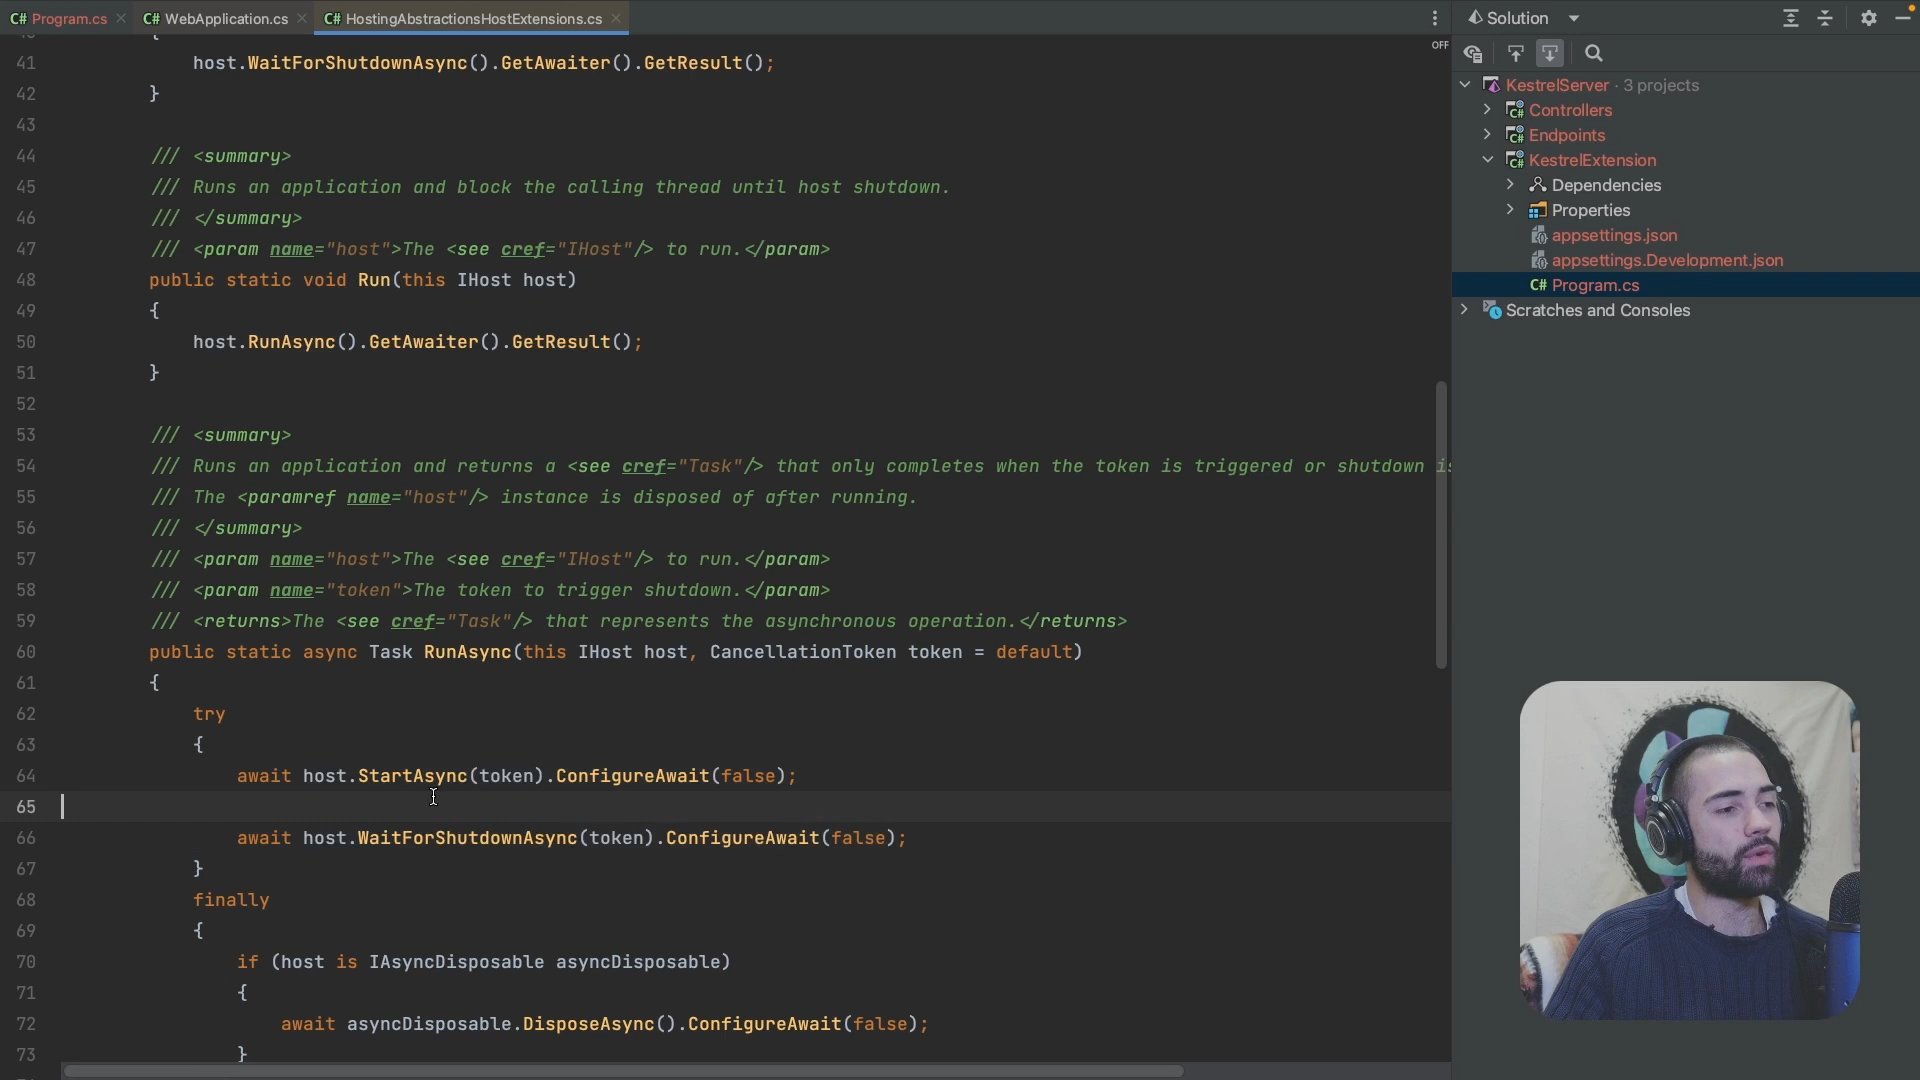 C# Program.cs
C# WebApplication.cs
C# HostingAbstractionsHostExtensions.cs
Solution
OFF
41 host.WaitForShutdownAsync().GetAwaiter().GetResult();
42 }
43
44 /// <summary>
45 /// Runs an application and block the calling thread until host shutdown.
46 /// </summary>
47 /// <param name="host">The <see cref="IHost"/> to run.</param>
48 public static void Run(this IHost host)
49 {
50 host.RunAsync().GetAwaiter().GetResult();
51 }
52
53 /// <summary>
54 /// Runs an application and returns a <see cref="Task"/> that only completes when the token is triggered or shutdown is
55 /// The <paramref name="host"/> instance is disposed of after running.
56 /// </summary>
57 /// <param name="host">The <see cref="IHost"/> to run.</param>
58 /// <param name="token">The token to trigger shutdown.</param>
59 /// <returns>The <see cref="Task"/> that represents the asynchronous operation.</returns>
60 public static async Task RunAsync(this IHost host, CancellationToken token = default)
61 {
62 try
63 {
64 await host.StartAsync(token).ConfigureAwait(false);
65
66 await host.WaitForShutdownAsync(token).ConfigureAwait(false);
67 }
68 finally
69 {
70 if (host is IAsyncDisposable asyncDisposable)
71 {
72 await asyncDisposable.DisposeAsync().ConfigureAwait(false);
73 }
KestrelServer · 3 projects
C# Controllers
C# Endpoints
C# KestrelExtension
Dependencies
Properties
appsettings.json
appsettings.Development.json
C# Program.cs
Scratches and Consoles